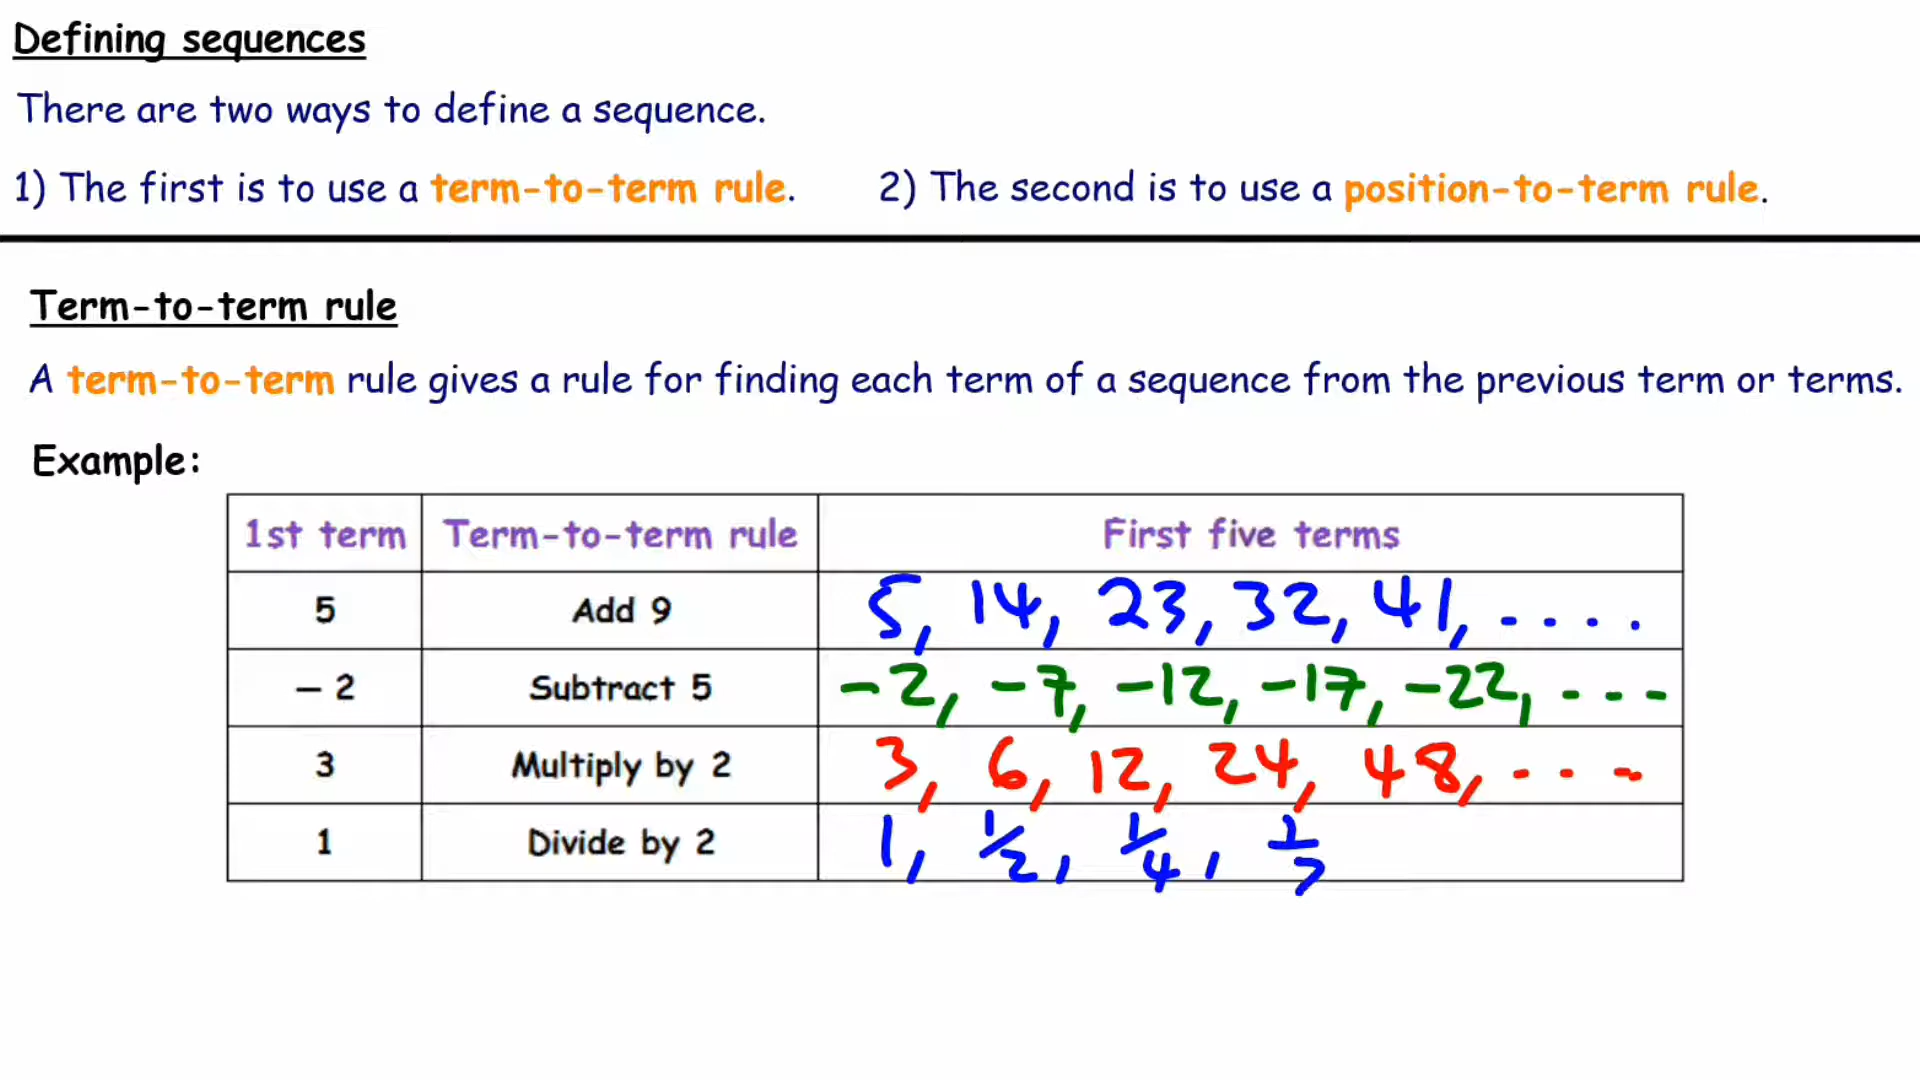 Defining sequences
There are two ways to define a sequence.
1) The first is to use a term-to-term rule. 2) The second is to use a position-to-term rule.
Term-to-term rule
A term-to-term rule gives a rule for finding each term of a sequence from the previous term or terms.
Example:
1st term Term-to-term rule First five terms
5 Add 9 5, 14, 23, 32, 41, ....
– 2 Subtract 5 -2, -7, -12, -17, -22, ---
3 Multiply by 2 3, 6, 12, 24, 48, ---
1 Divide by 2 1, 1/2, 1/4,